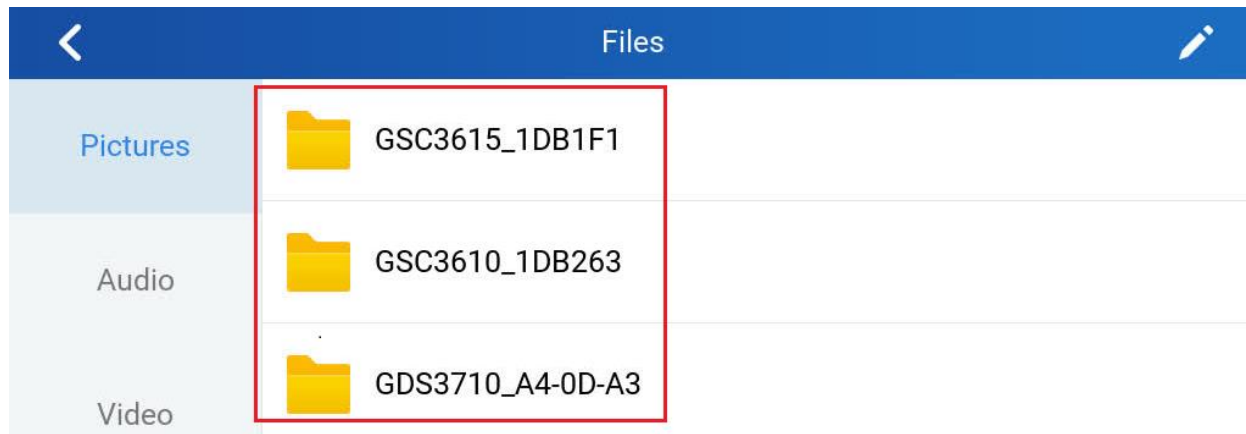 Files
Pictures
GSC3615_1DB1F1
Audio
GSC3610_1DB263
Video
GDS3710_A4-0D-A3